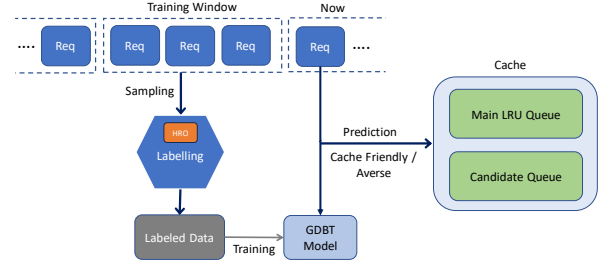 Training Window
Now
....
Req
Req
Req
Req
Req
....
Sampling
HRO
Labelling
Labeled Data
Training
GDBT
Model
Prediction
Cache Friendly /
Averse
Cache
Main LRU Queue
Candidate Queue